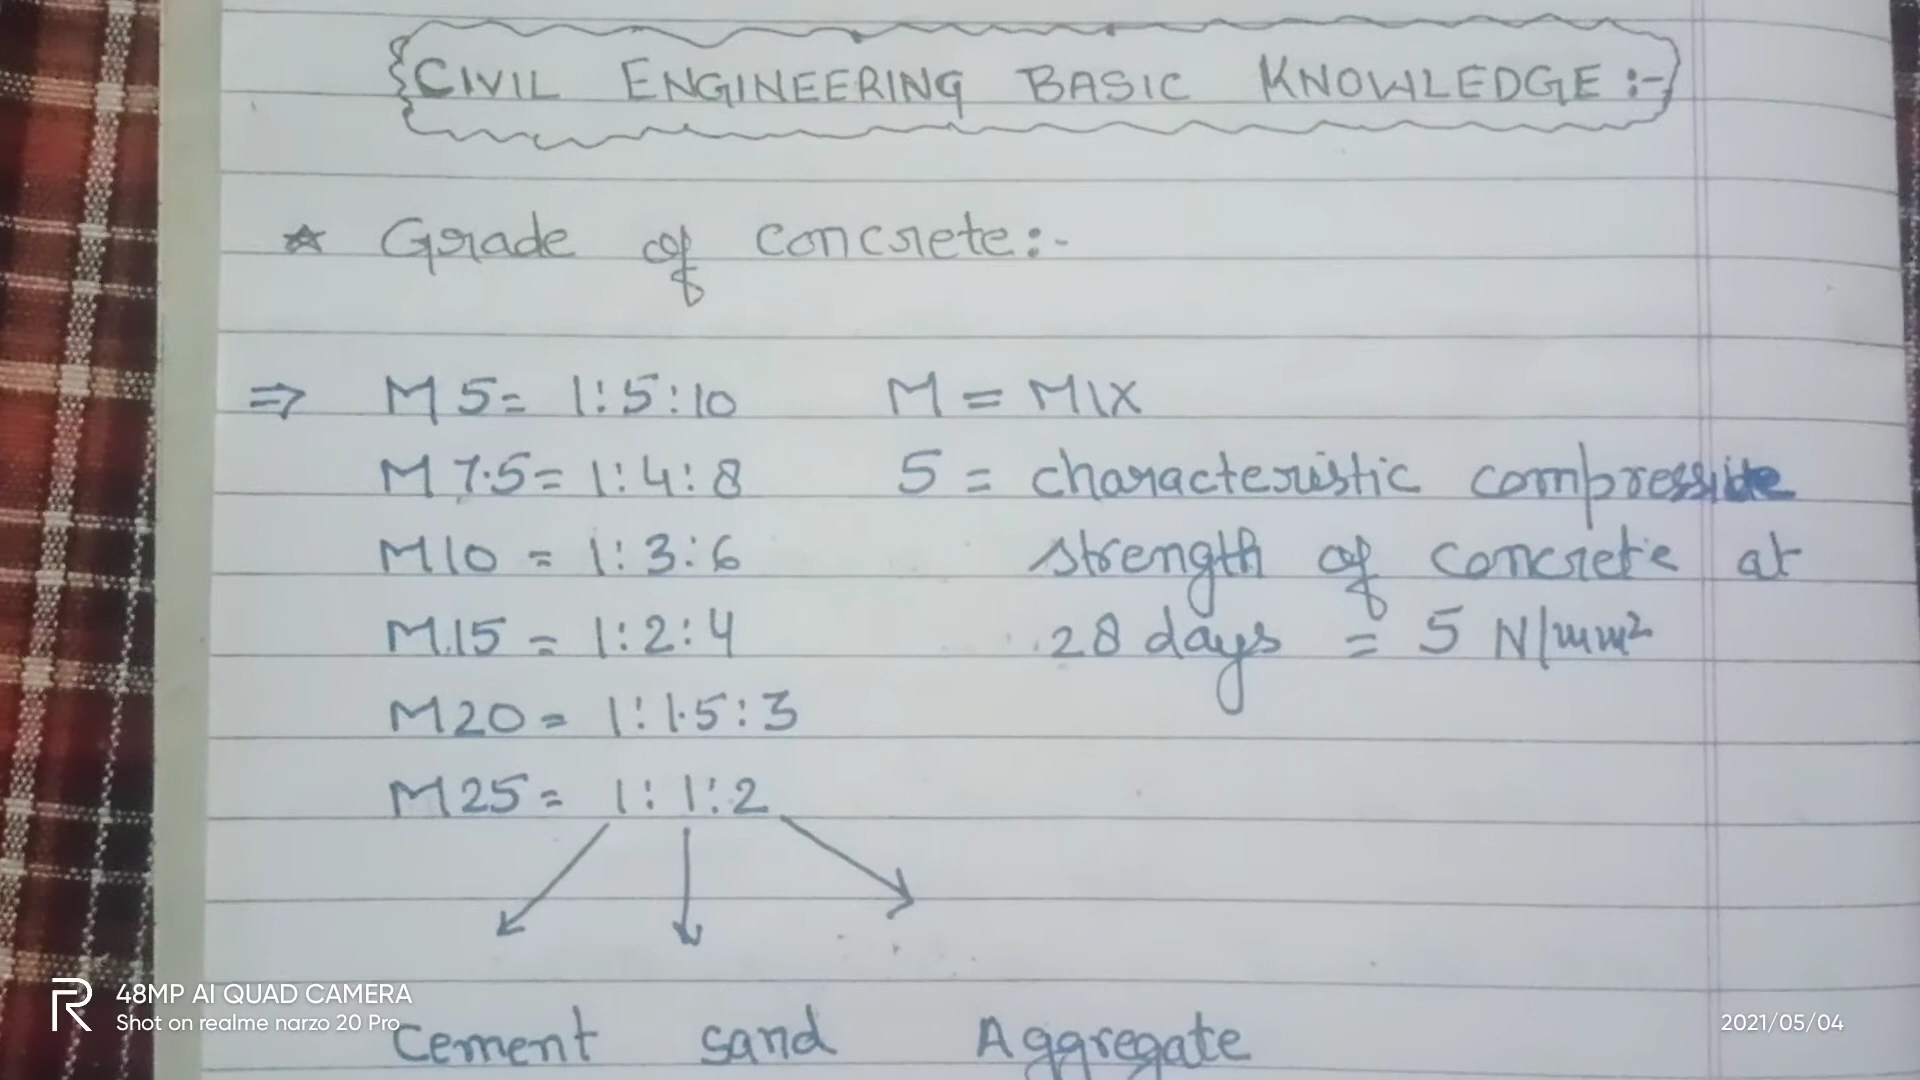 CIVIL ENGINEERING BASIC KNOWLEDGE :-
★ Grade of concrete :-
⇒ M 5 = 1:5:10 M = MIX
M 7.5 = 1:4:8 5 = characteristic compressive
M10 = 1:3:6 strength of concrete at
M15 = 1:2:4 28 days = 5 N/mm²
M20 = 1:1.5:3
M25 = 1:1:2
Cement sand Aggregate
48MP AI QUAD CAMERA
Shot on realme narzo 20 Pro
2021/05/04